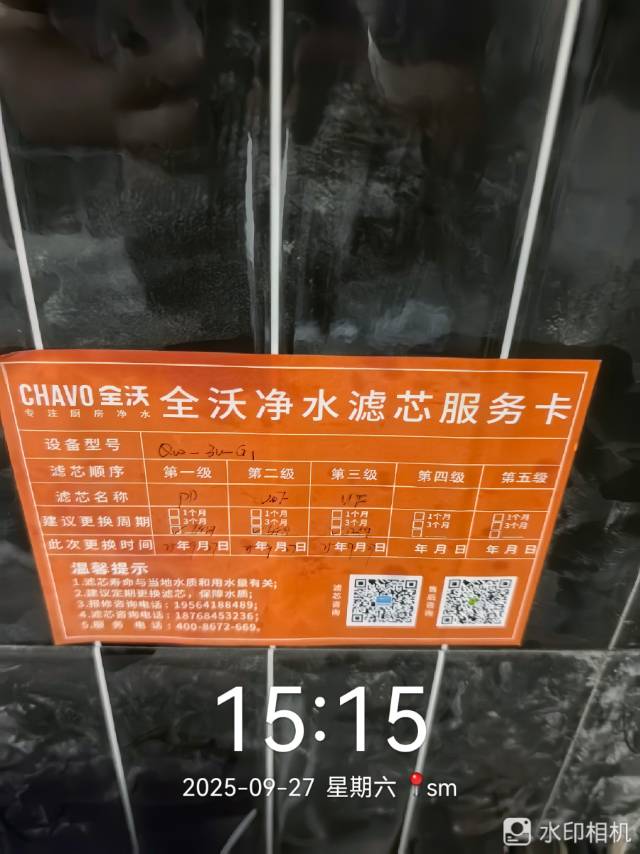 CHAVO 全沃
专注厨房净水
全沃净水滤芯服务卡
设备型号
滤芯顺序 第一级 第二级 第三级 第四级 第五级
滤芯名称 PP UF
建议更换周期 1个月 1个月 1个月 1个月 1个月
3个月 3个月 3个月 3个月 3个月
此次更换时间 年 月 日 年 月 日 年 月 日 年 月 日 年 月 日
温馨提示
1.滤芯寿命与当地水质和用水量有关;
2.建议定期更换滤芯，保障水质;
3.报修咨询电话：19564188489;
4.滤芯咨询电话：18768453236;
5.服务电话：400-8672-669.
滤芯咨询
售后咨询
15:15
2025-09-27 星期六 sm
水印相机